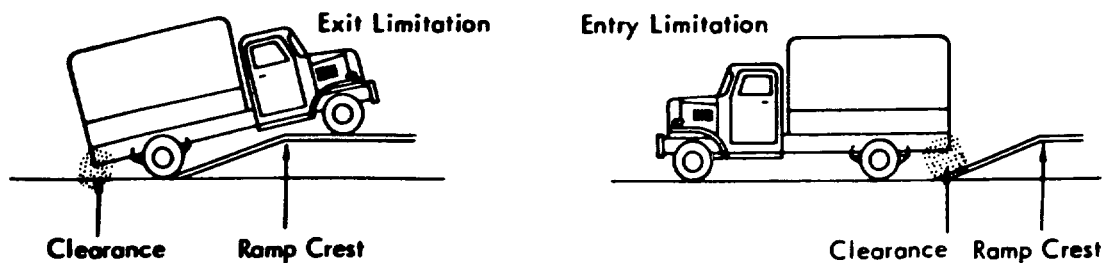 Exit Limitation
Entry Limitation
Clearance
Ramp Crest
Clearance
Ramp Crest